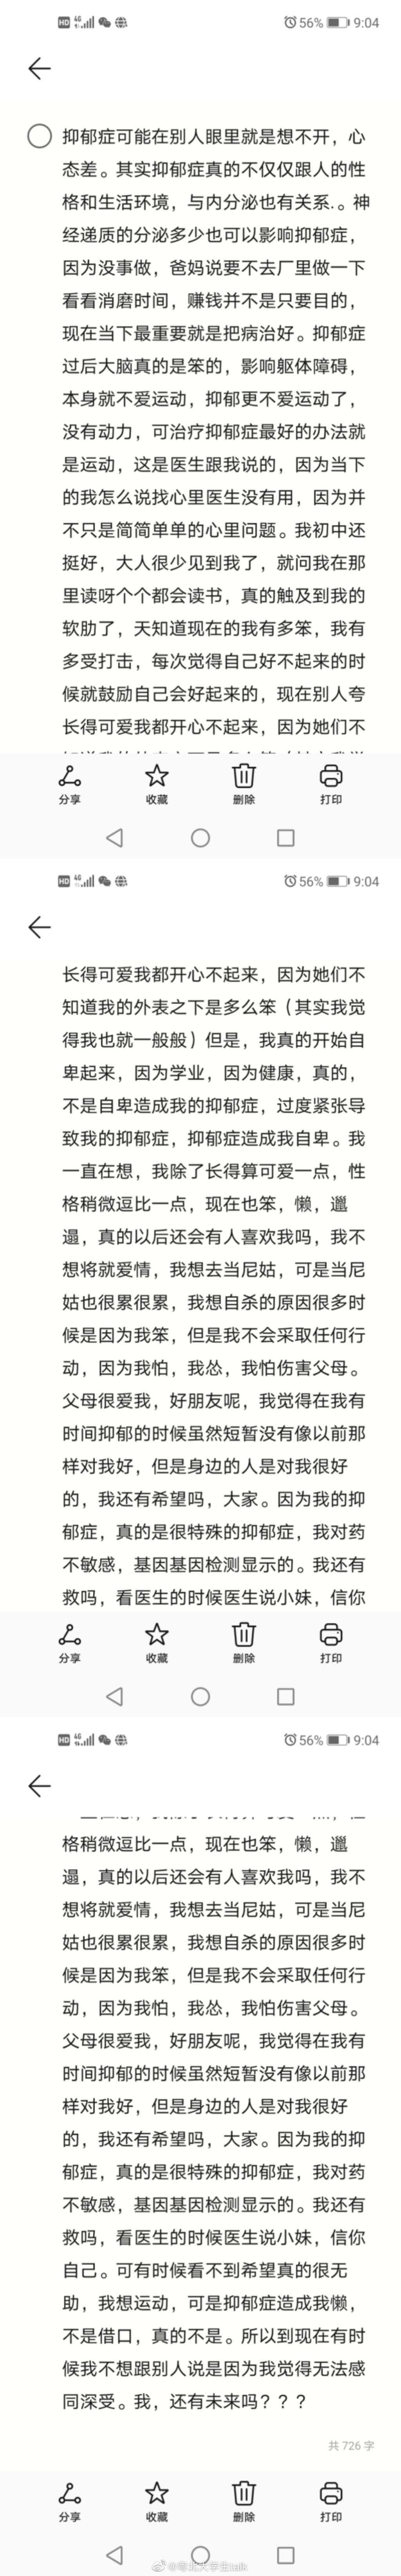 HD 4G 56% 9:04
抑郁症可能在别人眼里就是想不开，心
态差。其实抑郁症真的不仅仅跟人的性
格和生活环境，与内分泌也有关系.。神
经递质的分泌多少也可以影响抑郁症，
因为没事做，爸妈说要不去厂里做一下
看看消磨时间，赚钱并不是只要目的，
现在当下最重要就是把病治好。抑郁症
过后大脑真的是笨的，影响躯体障碍，
本身就不爱运动，抑郁更不爱运动了，
没有动力，可治疗抑郁症最好的办法就
是运动，这是医生跟我说的，因为当下
的我怎么说找心里医生没有用，因为并
不只是简简单单的心里问题。我初中还
挺好，大人很少见到我了，就问我在那
里读呀个个都会读书，真的触及到我的
软肋了，天知道现在的我有多笨，我有
多受打击，每次觉得自己好不起来的时
候就鼓励自己会好起来的，现在别人夸
长得可爱我都开心不起来，因为她们不
分享 收藏 删除 打印
HD 4G 56% 9:04
长得可爱我都开心不起来，因为她们不
知道我的外表之下是多么笨（其实我觉
得我也就一般般）但是，我真的开始自
卑起来，因为学业，因为健康，真的，
不是自卑造成我的抑郁症，过度紧张导
致我的抑郁症，抑郁症造成我自卑。我
一直在想，我除了长得算可爱一点，性
格稍微逗比一点，现在也笨，懒，邋
遢，真的以后还会有人喜欢我吗，我不
想将就爱情，我想去当尼姑，可是当尼
姑也很累很累，我想自杀的原因很多时
候是因为我笨，但是我不会采取任何行
动，因为我怕，我怂，我怕伤害父母。
父母很爱我，好朋友呢，我觉得在我有
时间抑郁的时候虽然短暂没有像以前那
样对我好，但是身边的人是对我很好
的，我还有希望吗，大家。因为我的抑
郁症，真的是很特殊的抑郁症，我对药
不敏感，基因基因检测显示的。我还有
救吗，看医生的时候医生说小妹，信你
分享 收藏 删除 打印
HD 4G 56% 9:04
格稍微逗比一点，现在也笨，懒，邋
遢，真的以后还会有人喜欢我吗，我不
想将就爱情，我想去当尼姑，可是当尼
姑也很累很累，我想自杀的原因很多时
候是因为我笨，但是我不会采取任何行
动，因为我怕，我怂，我怕伤害父母。
父母很爱我，好朋友呢，我觉得在我有
时间抑郁的时候虽然短暂没有像以前那
样对我好，但是身边的人是对我很好
的，我还有希望吗，大家。因为我的抑
郁症，真的是很特殊的抑郁症，我对药
不敏感，基因基因检测显示的。我还有
救吗，看医生的时候医生说小妹，信你
自己。可有时候看不到希望真的很无
助，我想运动，可是抑郁症造成我懒，
不是借口，真的不是。所以到现在有时
候我不想跟别人说是因为我觉得无法感
同深受。我，还有未来吗？？？
共 726 字
分享 收藏 删除 打印
@粤北大学生talk